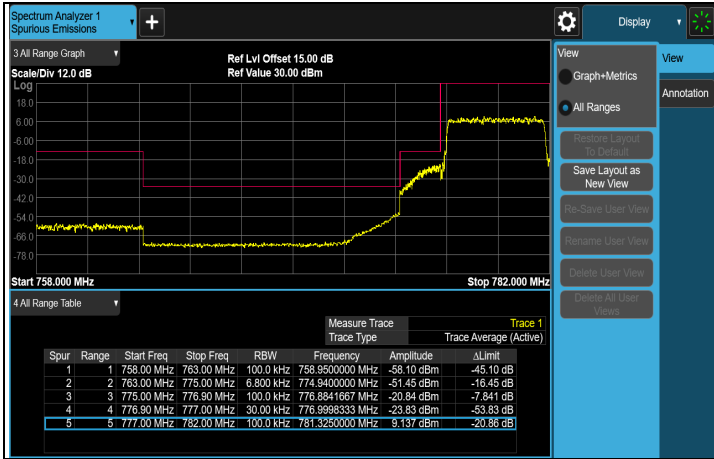 Spectrum Analyzer 1
Spurious Emissions
+
Display
3 All Range Graph
Ref Lvl Offset 15.00 dB
Scale/Div 12.0 dB
Ref Value 30.00 dBm
Log
18.0
6.00
-6.00
-18.0
-30.0
-42.0
-54.0
-66.0
-78.0
Start 758.000 MHz
Stop 782.000 MHz
View
Graph+Metrics
All Ranges
Restore Layout
To Default
Save Layout as
New View
Re-Save User View
Rename User View
Delete User View
Delete All User
Views
View
Annotation
4 All Range Table
Measure Trace Trace 1
Trace Type Trace Average (Active)
Spur Range Start Freq Stop Freq RBW Frequency Amplitude ΔLimit
1 1 758.00 MHz 763.00 MHz 100.0 kHz 758.9500000 MHz -58.10 dBm -45.10 dB
2 2 763.00 MHz 775.00 MHz 6.800 kHz 774.9400000 MHz -51.45 dBm -16.45 dB
3 3 775.00 MHz 776.90 MHz 100.0 kHz 776.8841667 MHz -20.84 dBm -7.841 dB
4 4 776.90 MHz 777.00 MHz 30.00 kHz 776.9998333 MHz -23.83 dBm -53.83 dB
5 5 777.00 MHz 782.00 MHz 100.0 kHz 781.3250000 MHz 9.137 dBm -20.86 dB